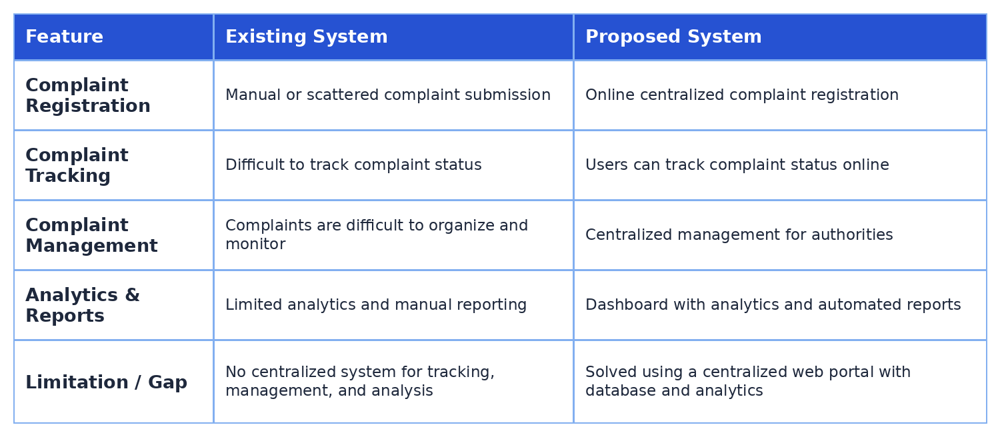 Feature
Existing System
Proposed System
Complaint
Registration
Manual or scattered complaint submission
Online centralized complaint registration
Complaint
Tracking
Difficult to track complaint status
Users can track complaint status online
Complaint
Management
Complaints are difficult to organize and
monitor
Centralized management for authorities
Analytics &
Reports
Limited analytics and manual reporting
Dashboard with analytics and automated reports
Limitation / Gap
No centralized system for tracking,
management, and analysis
Solved using a centralized web portal with
database and analytics